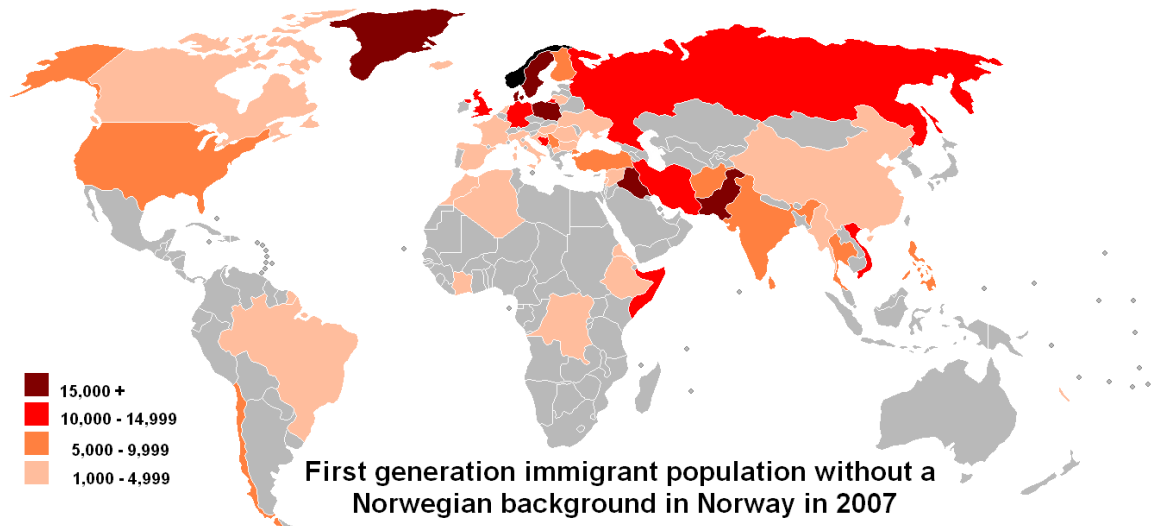 15,000 +
10,000 - 14,999
5,000 - 9,999
1,000 - 4,999
First generation immigrant population without a
Norwegian background in Norway in 2007